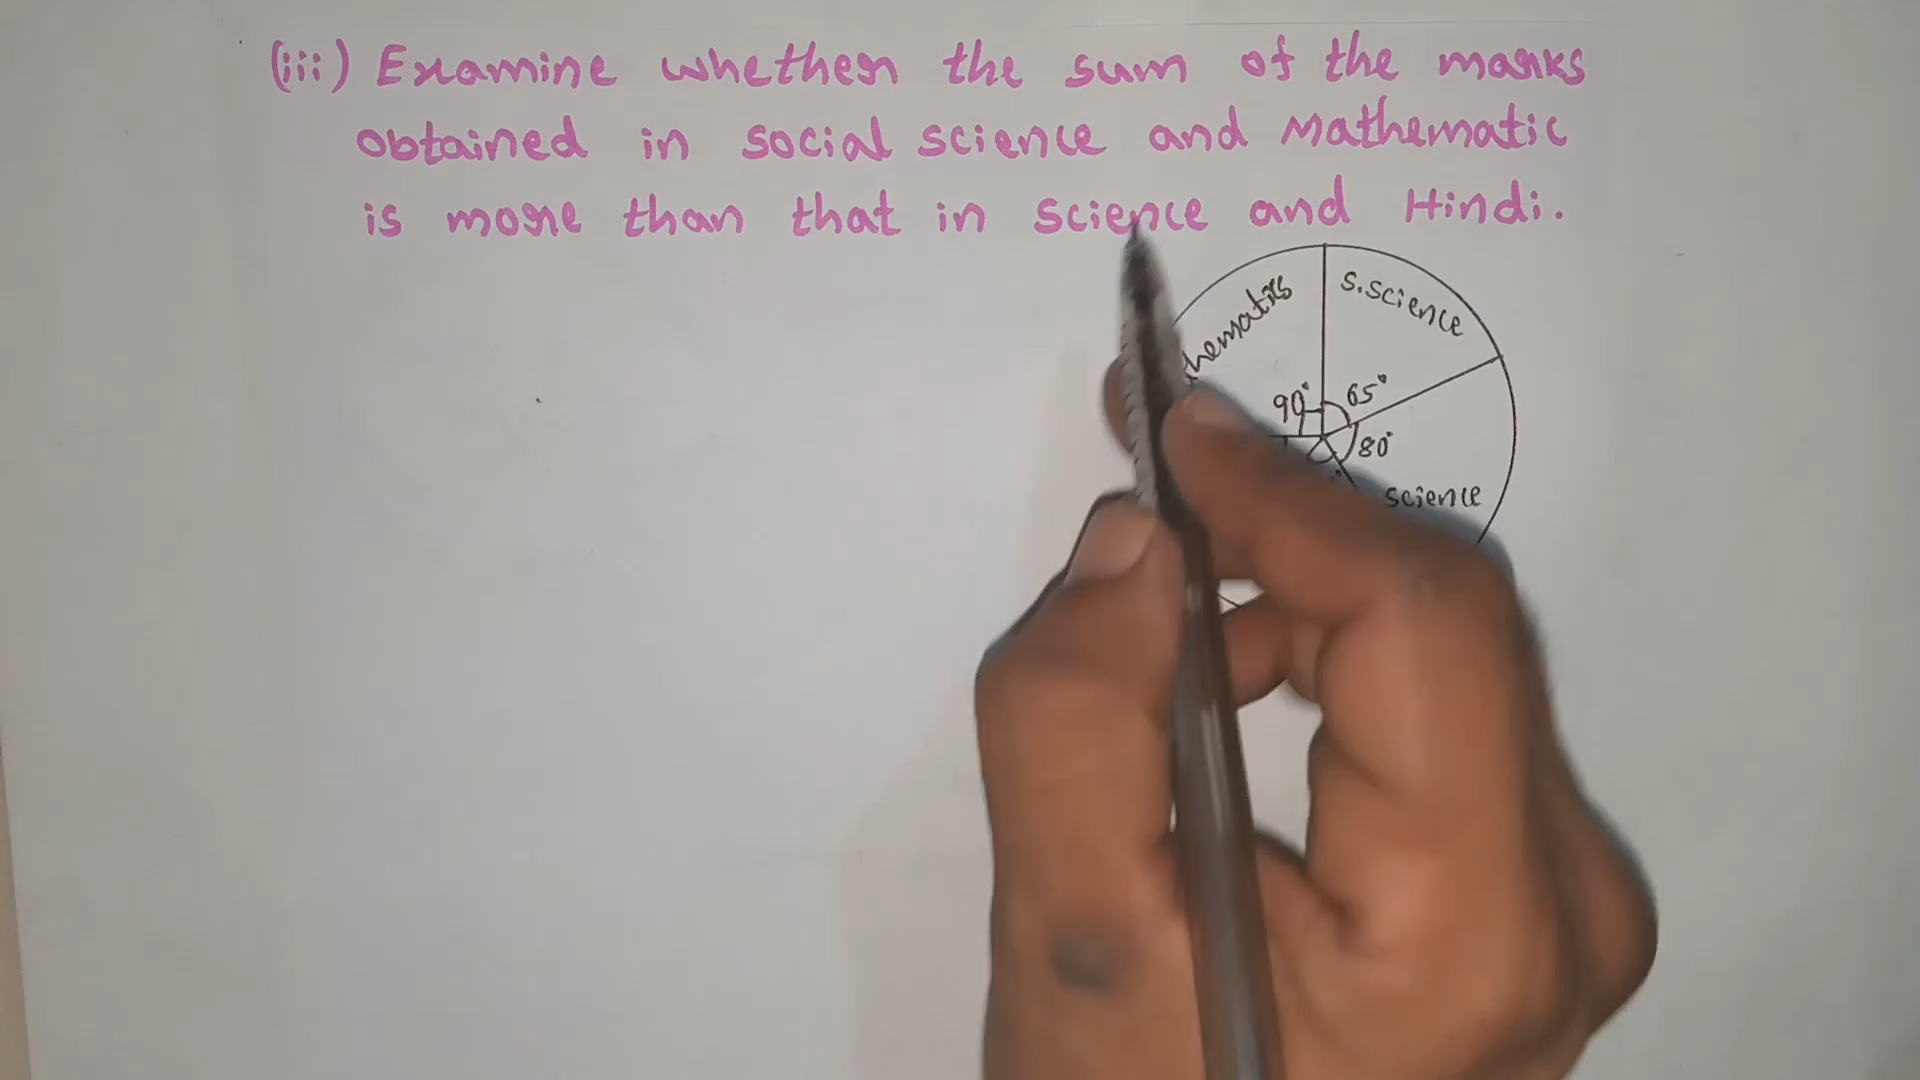 (iii) Examine whether the sum of the marks
obtained in social science and Mathematic
is more than that in science and Hindi.
S.science
90° 65°
80°
science